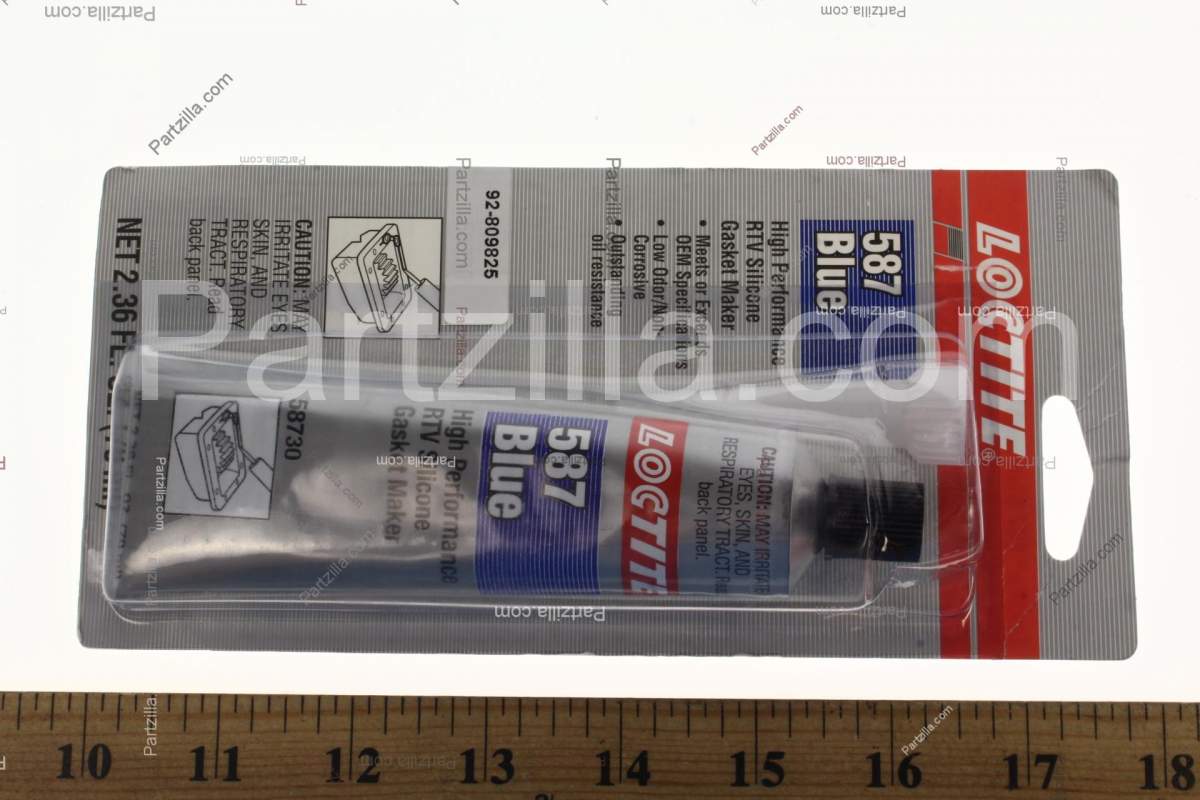 LOCTITE®
587
Blue
High Performance
RTV Silicone
Gasket Maker
• Meets or Exceeds
OEM Specifications
• Low Odor/Non-
Corrosive
• Outstanding
oil resistance
92-809825
CAUTION: MAY
IRRITATE EYES
SKIN, AND
RESPIRATORY
TRACT. Read
back panel.
NET 2.36 FL.
CAUTION: MAY IRRITATE
EYES, SKIN, AND
RESPIRATORY TRACT.
back panel.
LOCTITE
587
Blue
High Performance
RTV Silicone
Gasket Maker
58730
Partzilla.com
10 11 12 13 14 15 16 17 18